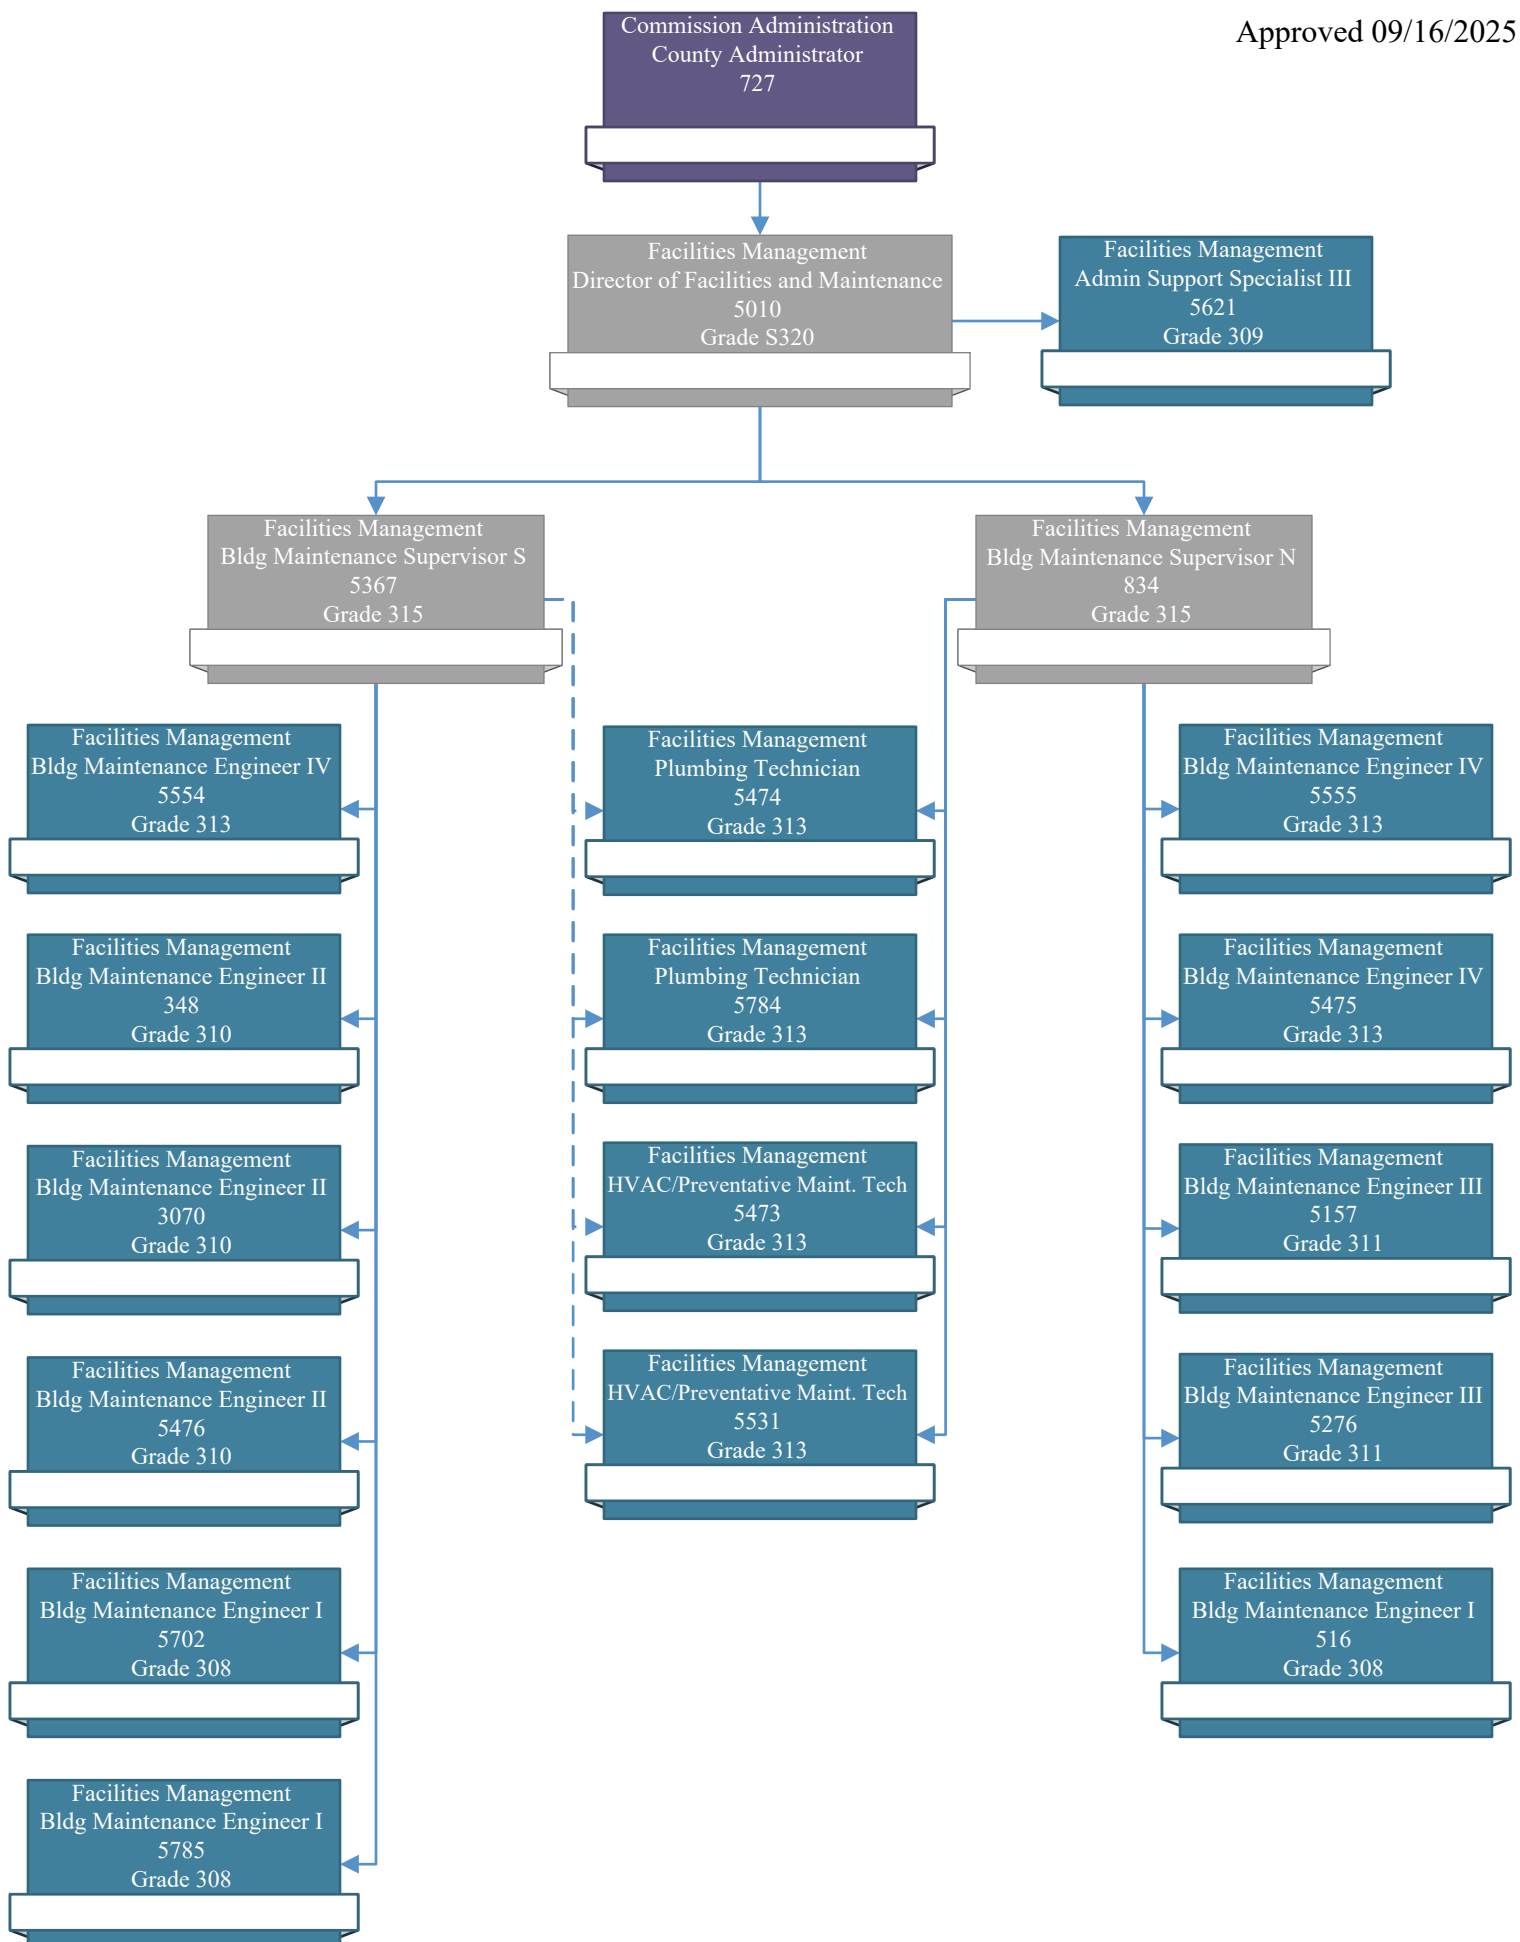 Approved 09/16/2025
Commission Administration
County Administrator
727
Facilities Management
Director of Facilities and Maintenance
5010
Grade S320
Facilities Management
Admin Support Specialist III
5621
Grade 309
Facilities Management
Bldg Maintenance Supervisor S
5367
Grade 315
Facilities Management
Bldg Maintenance Supervisor N
834
Grade 315
Facilities Management
Bldg Maintenance Engineer IV
5554
Grade 313
Facilities Management
Plumbing Technician
5474
Grade 313
Facilities Management
Bldg Maintenance Engineer IV
5555
Grade 313
Facilities Management
Bldg Maintenance Engineer II
348
Grade 310
Facilities Management
Plumbing Technician
5784
Grade 313
Facilities Management
Bldg Maintenance Engineer IV
5475
Grade 313
Facilities Management
Bldg Maintenance Engineer II
3070
Grade 310
Facilities Management
HVAC/Preventative Maint. Tech
5473
Grade 313
Facilities Management
Bldg Maintenance Engineer III
5157
Grade 311
Facilities Management
Bldg Maintenance Engineer II
5476
Grade 310
Facilities Management
HVAC/Preventative Maint. Tech
5531
Grade 313
Facilities Management
Bldg Maintenance Engineer III
5276
Grade 311
Facilities Management
Bldg Maintenance Engineer I
5702
Grade 308
Facilities Management
Bldg Maintenance Engineer I
516
Grade 308
Facilities Management
Bldg Maintenance Engineer I
5785
Grade 308